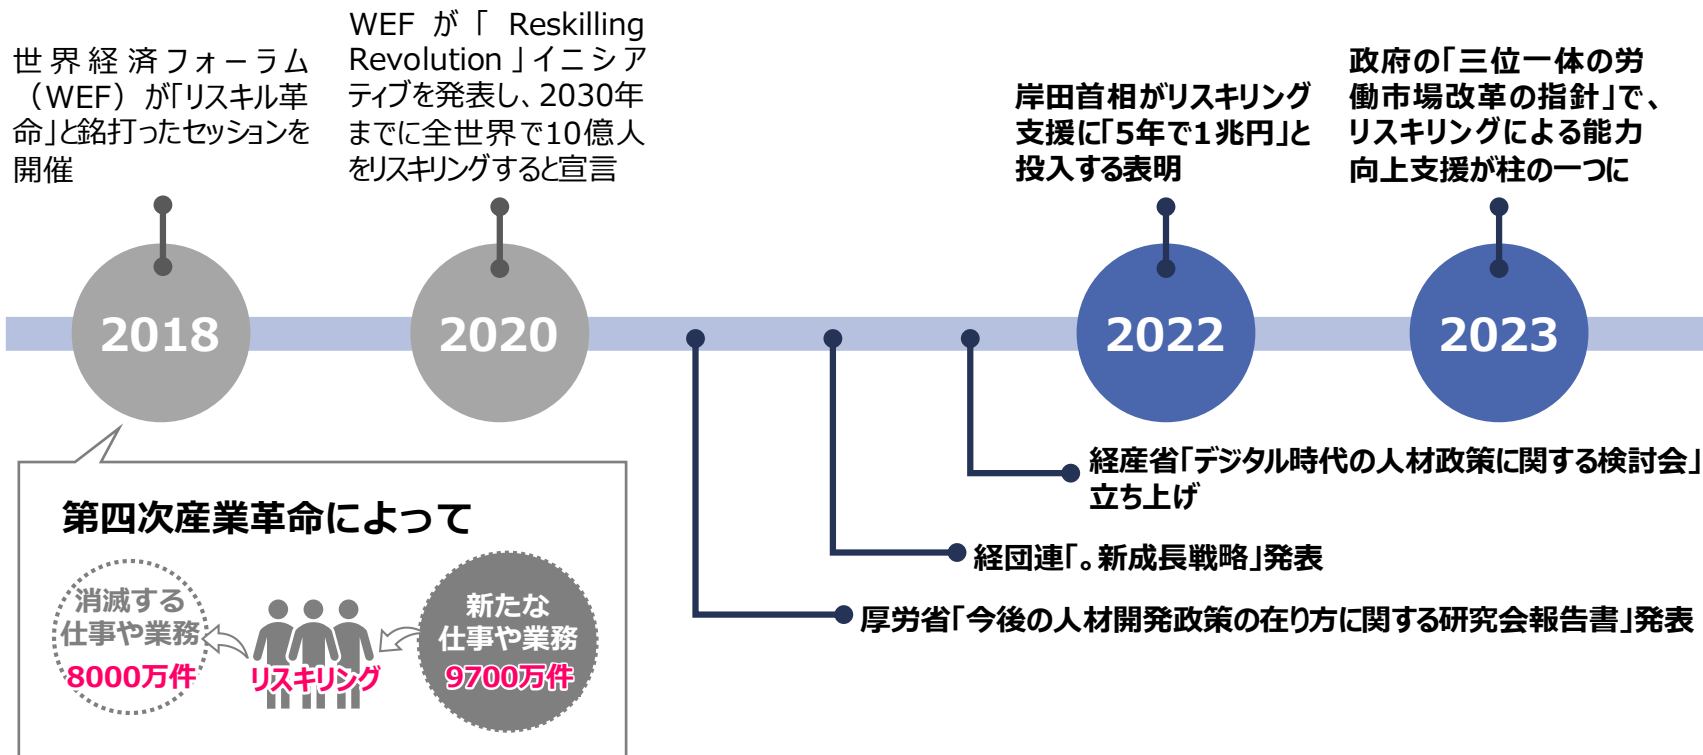 世界経済フォーラム
（WEF）が「リスキル革
命」と銘打ったセッションを
開催
WEF が「 Reskilling
Revolution 」イニシア
ティブを発表し、2030年
までに全世界で10億人
をリスキリングすると宣言
岸田首相がリスキリング
支援に「5年で1兆円」と
投入する表明
政府の「三位一体の労
働市場改革の指針」で、
リスキリングによる能力
向上支援が柱の一つに
2018
2020
2022
2023
経産省「デジタル時代の人材政策に関する検討会」
立ち上げ
経団連「。新成長戦略」発表
厚労省「今後の人材開発政策の在り方に関する研究会報告書」発表
第四次産業革命によって
消滅する
仕事や業務
8000万件
リスキリング
新たな
仕事や業務
9700万件